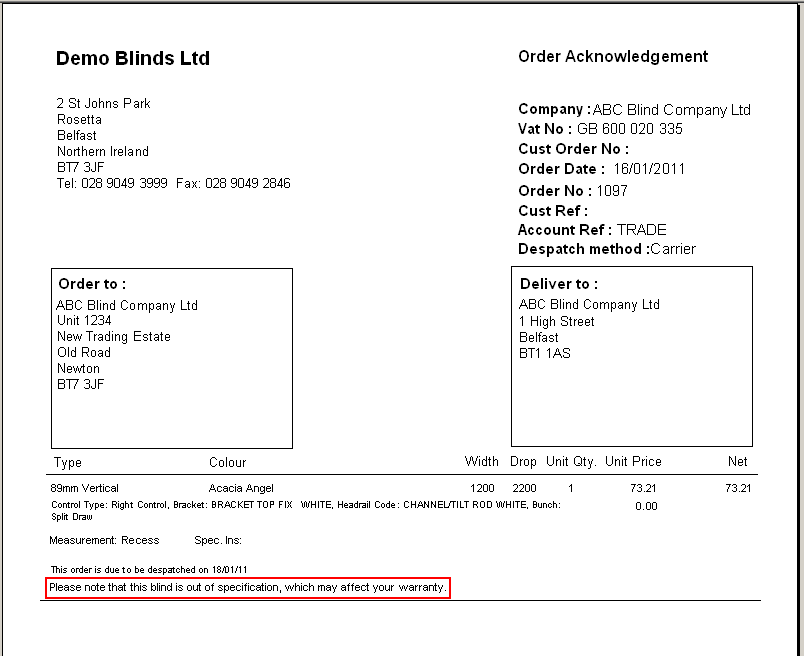 Demo Blinds Ltd
Order Acknowledgement
2 St Johns Park
Rosetta
Belfast
Northern Ireland
BT7 3JF
Tel: 028 9049 3999 Fax: 028 9049 2846
Company : ABC Blind Company Ltd
Vat No : GB 600 020 335
Cust Order No :
Order Date : 16/01/2011
Order No : 1097
Cust Ref :
Account Ref : TRADE
Despatch method :Carrier
Order to :
ABC Blind Company Ltd
Unit 1234
New Trading Estate
Old Road
Newton
BT7 3JF
Deliver to :
ABC Blind Company Ltd
1 High Street
Belfast
BT1 1AS
Type Colour Width Drop Unit Qty. Unit Price Net
89mm Vertical Acacia Angel 1200 2200 1 73.21 73.21
Control Type: Right Control, Bracket: BRACKET TOP FIX WHITE, Headrail Code: CHANNEL/TILT ROD WHITE, Bunch: 0.00
Split Draw
Measurement: Recess Spec. Ins:
This order is due to be despatched on 18/01/11
Please note that this blind is out of specification, which may affect your warranty.